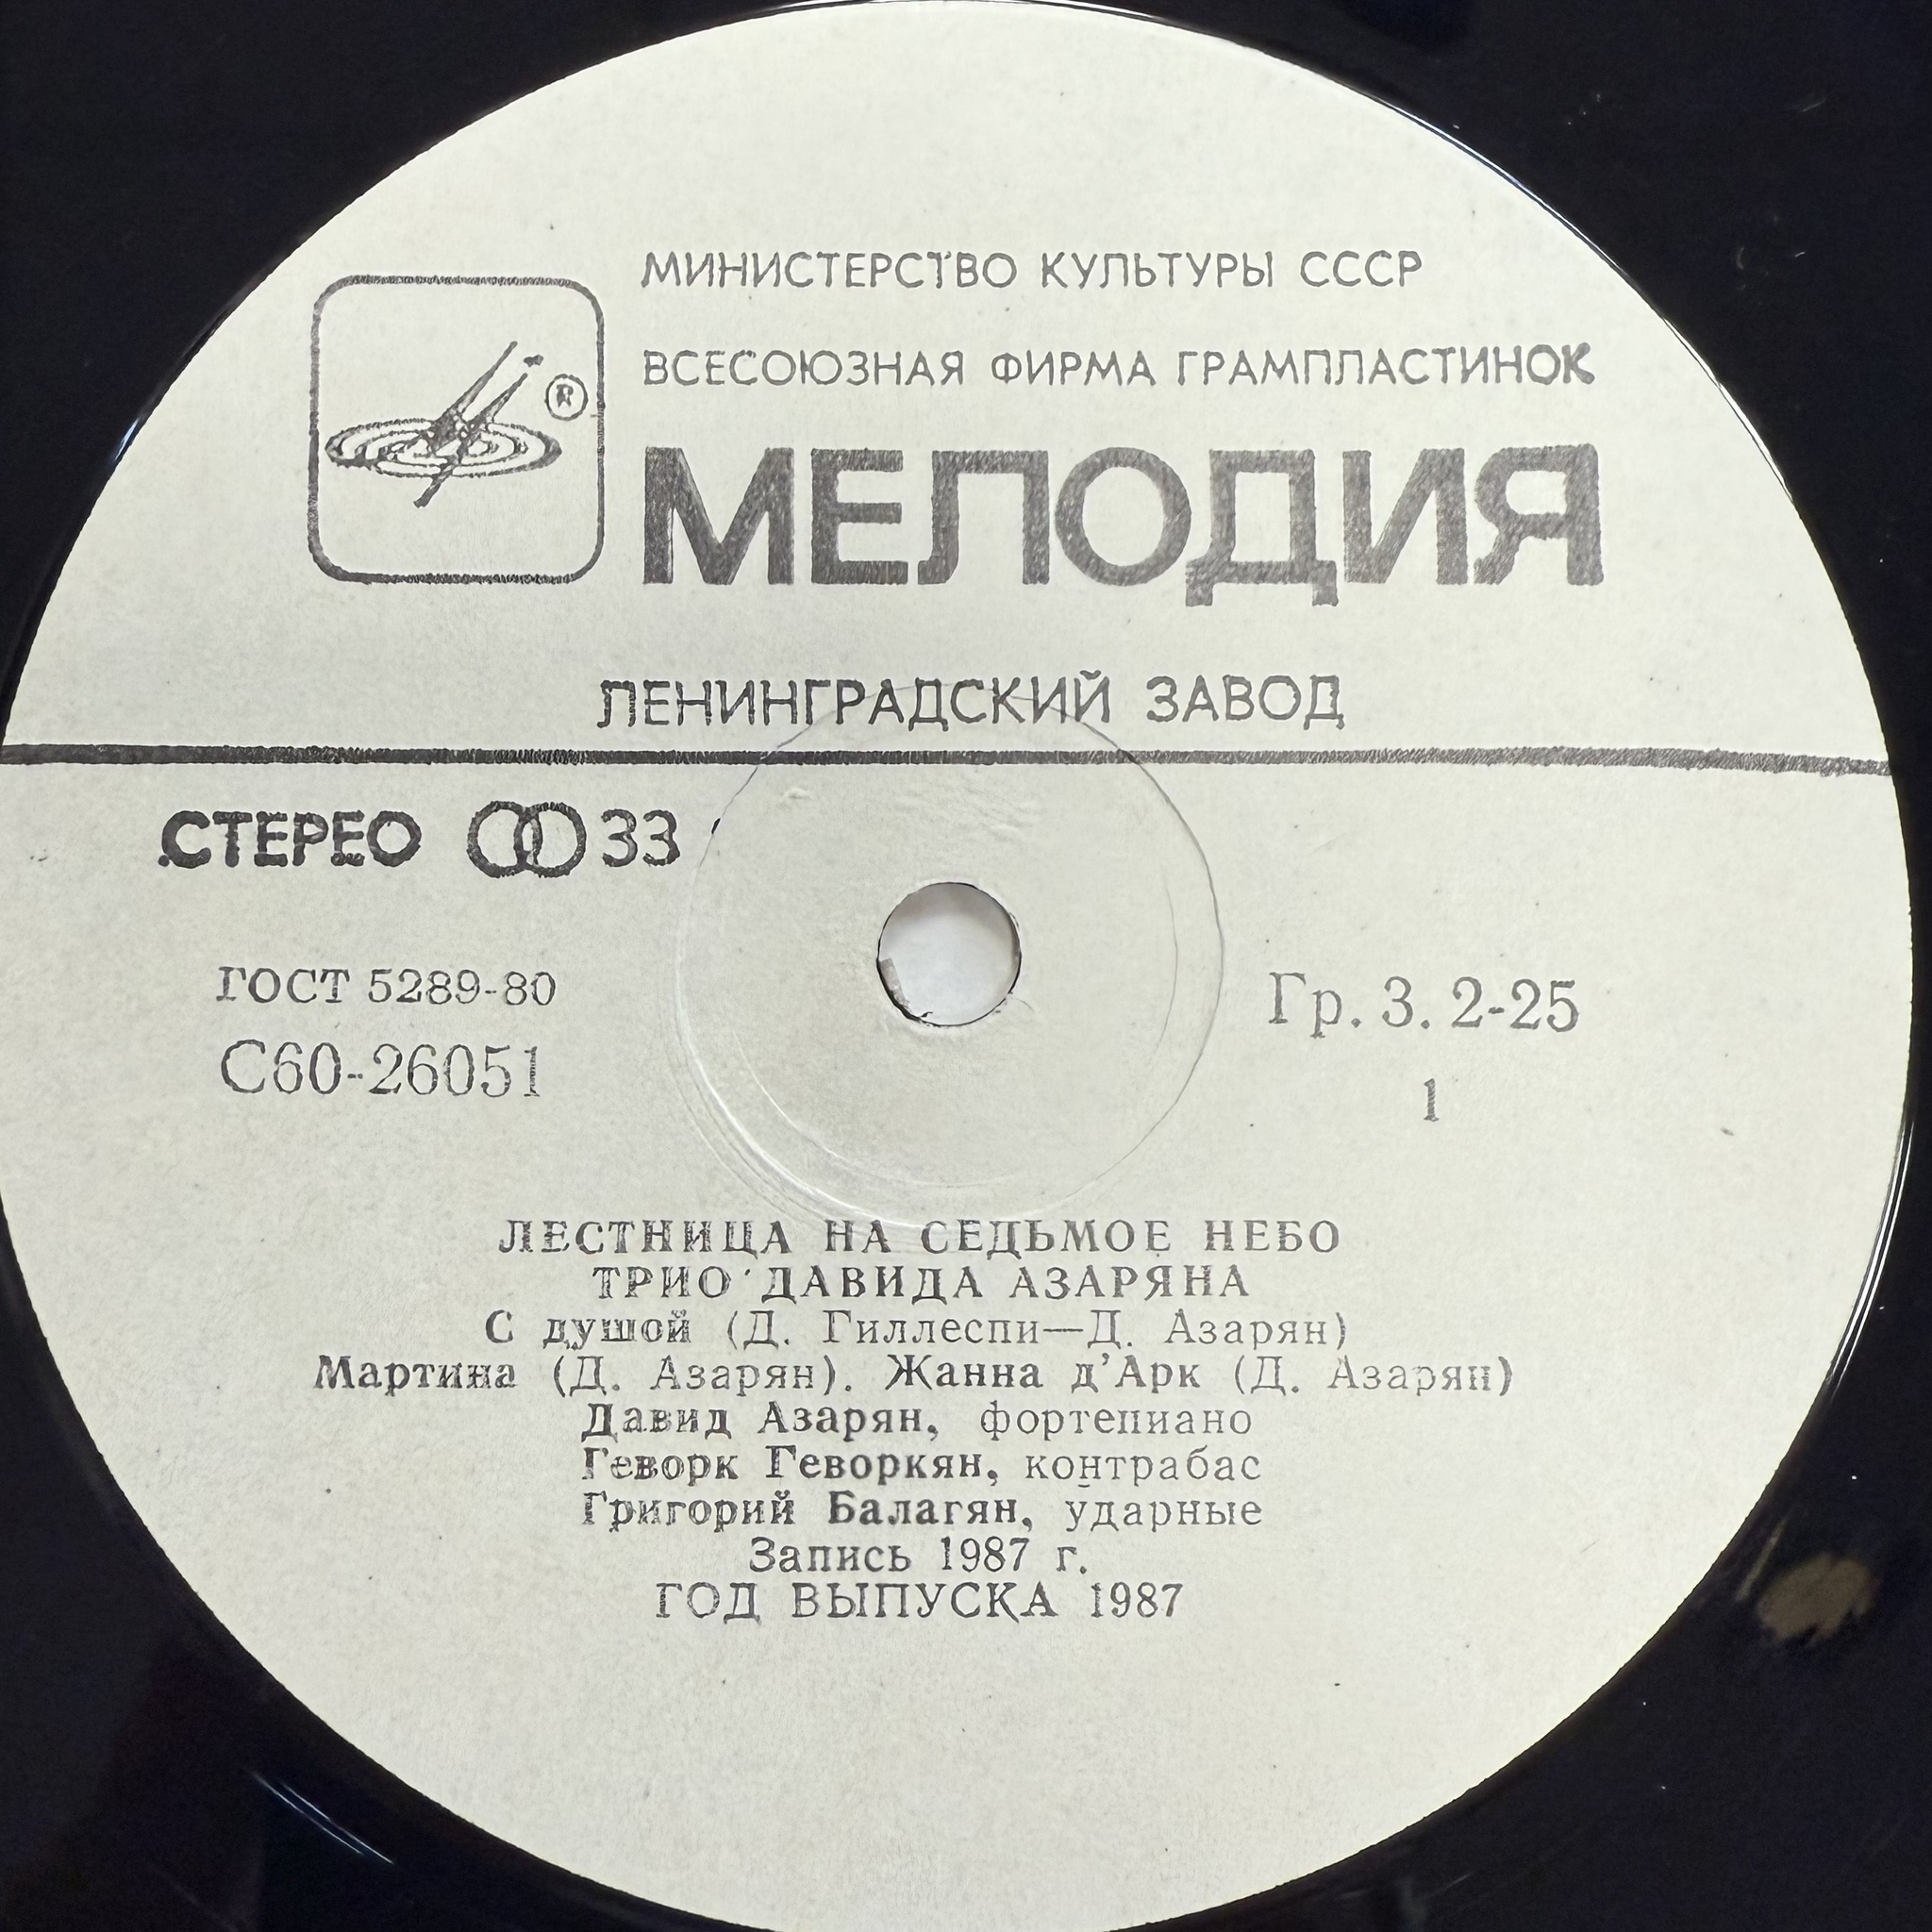 МИНИСТЕРСТВО КУЛЬТУРЫ СССР
ВСЕСОЮЗНАЯ ФИРМА ГРАМПЛАСТИНОК
®
МЕЛОДИЯ
ЛЕНИНГРАДСКИЙ ЗАВОД
СТЕРЕО 33
ГОСТ 5289-80
С60-26051
Гр. 3. 2-25
1
ЛЕСТНИЦА НА СЕДЬМОЕ НЕБО
ТРИО ДАВИДА АЗАРЯНА
С душой (Д. Гиллеспи—Д. Азарян)
Мартина (Д. Азарян). Жанна д’Арк (Д. Азарян)
Давид Азарян, фортепиано
Геворк Геворкян, контрабас
Григорий Балагян, ударные
Запись 1987 г.
ГОД ВЫПУСКА 1987